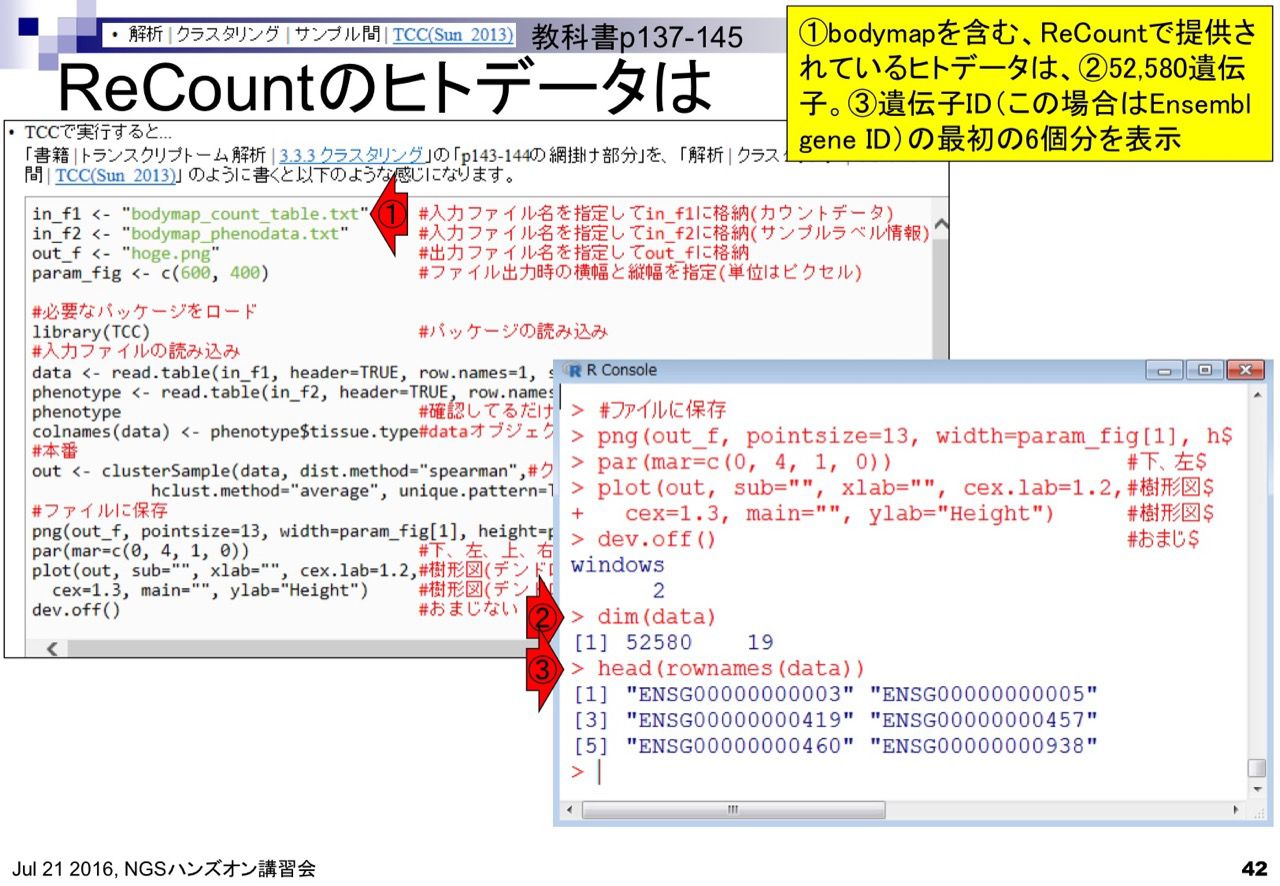 • 解析 | クラスタリング | サンプル間 | TCC(Sun_2013)
教科書p137-145
ReCountのヒトデータは
①bodymapを含む、ReCountで提供さ
れているヒトデータは、②52,580遺伝
子。③遺伝子ID（この場合はEnsembl
gene ID）の最初の6個分を表示
• TCCで実行すると...
「書籍 | トランスクリプトーム解析 | 3.3.3 クラスタリング」の「p143-144の網掛け部分」を、「解析 | クラス
間 | TCC(Sun_2013)」のように書くと以下のような感じになります。
in_f1 <- "bodymap_count_table.txt" ① #入力ファイル名を指定してin_f1に格納(カウントデータ)
in_f2 <- "bodymap_phenodata.txt" #入力ファイル名を指定してin_f2に格納(サンプルラベル情報)
out_f <- "hoge.png" #出力ファイル名を指定してout_fに格納
param_fig <- c(600, 400) #ファイル出力時の横幅と縦幅を指定(単位はピクセル)
#必要なパッケージをロード
library(TCC) #パッケージの読み込み
#入力ファイルの読み込み
data <- read.table(in_f1, header=TRUE, row.names=1, s
phenotype <- read.table(in_f2, header=TRUE, row.names
phenotype #確認してるだけ
colnames(data) <- phenotype$tissue.type#dataオブジェク
#本番
out <- clusterSample(data, dist.method="spearman",#ク
hclust.method="average", unique.pattern=T
#ファイルに保存
png(out_f, pointsize=13, width=param_fig[1], height=p
par(mar=c(0, 4, 1, 0)) #下、左、上、右
plot(out, sub="", xlab="", cex.lab=1.2,#樹形図(デンドロ
cex=1.3, main="", ylab="Height") #樹形図(デンド
dev.off() #おまじない
R Console
> #ファイルに保存
> png(out_f, pointsize=13, width=param_fig[1], h$
> par(mar=c(0, 4, 1, 0)) #下、左$
> plot(out, sub="", xlab="", cex.lab=1.2,#樹形図$
+ cex=1.3, main="", ylab="Height") #樹形図$
> dev.off() #おまじ$
windows
2
② > dim(data)
[1] 52580 19
③ > head(rownames(data))
[1] "ENSG00000000003" "ENSG00000000005"
[3] "ENSG00000000419" "ENSG00000000457"
[5] "ENSG00000000460" "ENSG00000000938"
>
Jul 21 2016, NGSハンズオン講習会
42